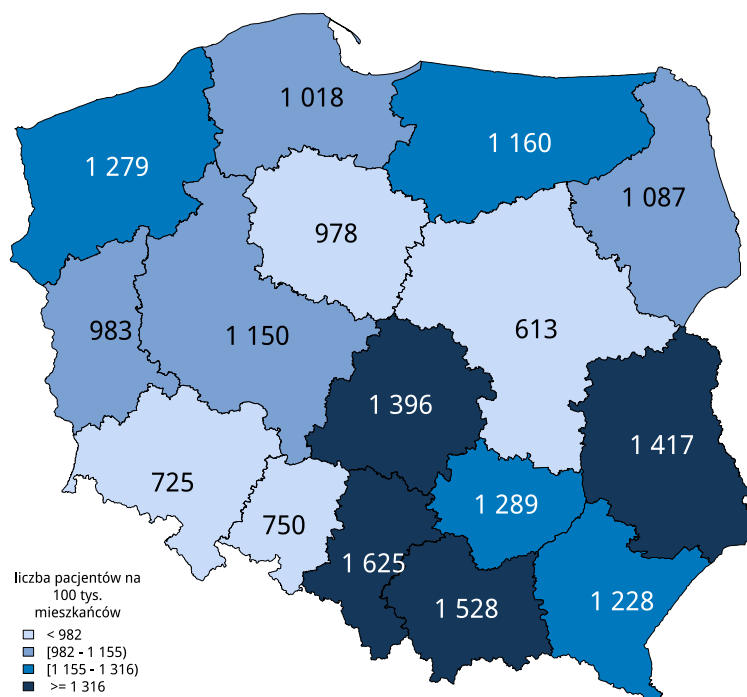 1 018
1 160
1 279
1 087
978
983
1 150
613
1 396
1 417
725
750
1 289
1 625
1 528
1 228
liczba pacjentów na
100 tys.
mieszkańców
< 982
[982 - 1 155)
[1 155 - 1 316)
>= 1 316